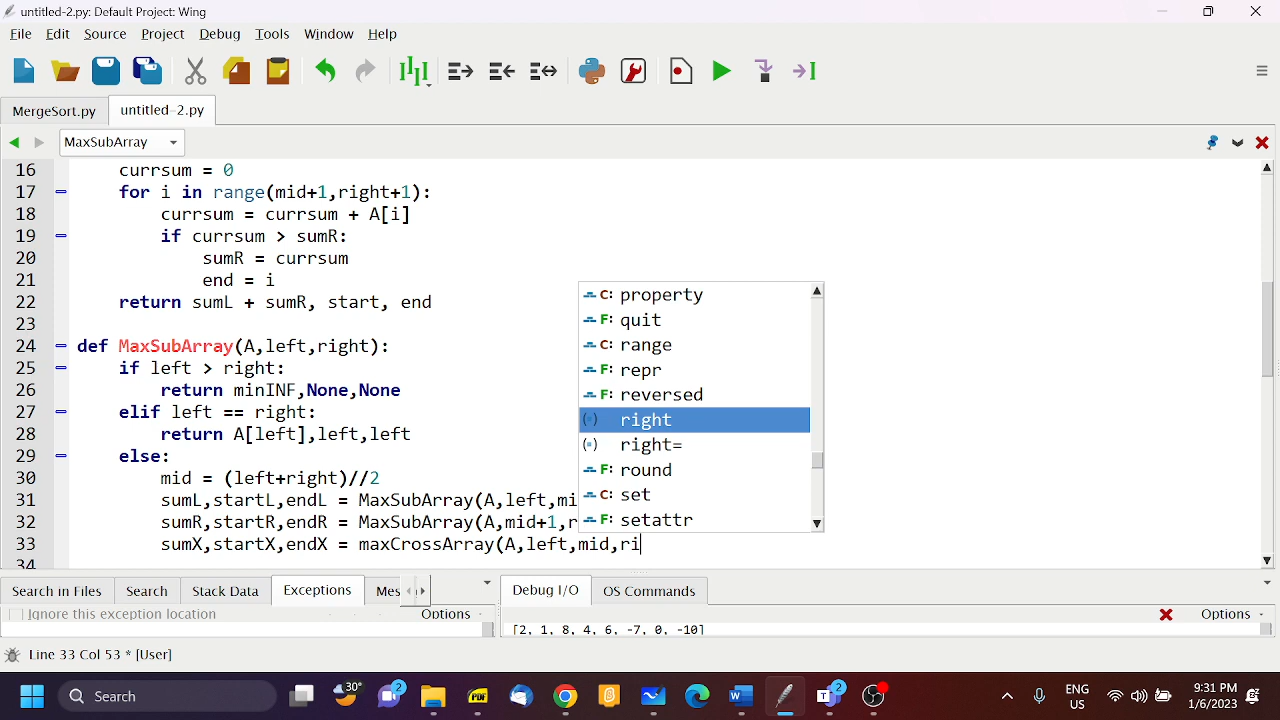 untitled-2.py: Default Project: Wing
File Edit Source Project Debug Tools Window Help
MergeSort.py untitled-2.py
MaxSubArray
16 currsum = 0
17 for i in range(mid+1,right+1):
18 currsum = currsum + A[i]
19 if currsum > sumR:
20 sumR = currsum
21 end = i
22 return sumL + sumR, start, end
23
24 def MaxSubArray(A,left,right):
25 if left > right:
26 return minINF,None,None
27 elif left == right:
28 return A[left],left,left
29 else:
30 mid = (left+right)//2
31 sumL,startL,endL = MaxSubArray(A,left,mi
32 sumR,startR,endR = MaxSubArray(A,mid+1,r
33 sumX,startX,endX = maxCrossArray(A,left,mid,ri
34
C: property
F: quit
C: range
F: repr
F: reversed
right
right=
F: round
C: set
F: setattr
Search in Files Search Stack Data Exceptions Mes
Debug I/O OS Commands
Ignore this exception location Options
Options
[2, 1, 8, 4, 6, -7, 0, -10]
Line 33 Col 53 * [User]
Search
30°
2
PDF
2
ENG
US
9:31 PM
1/6/2023